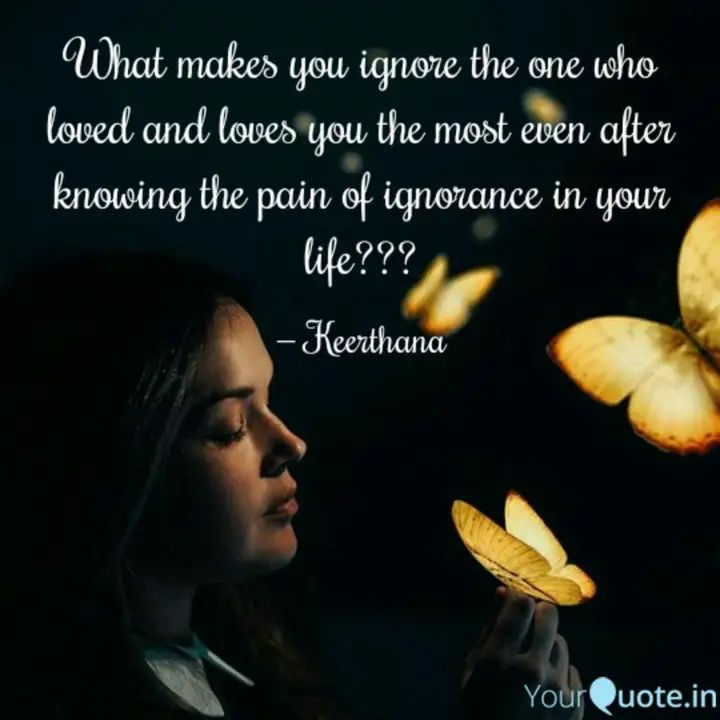 What makes you ignore the one who
loved and loves you the most even after
knowing the pain of ignorance in your
life???
– Keerthana
YourQuote.in